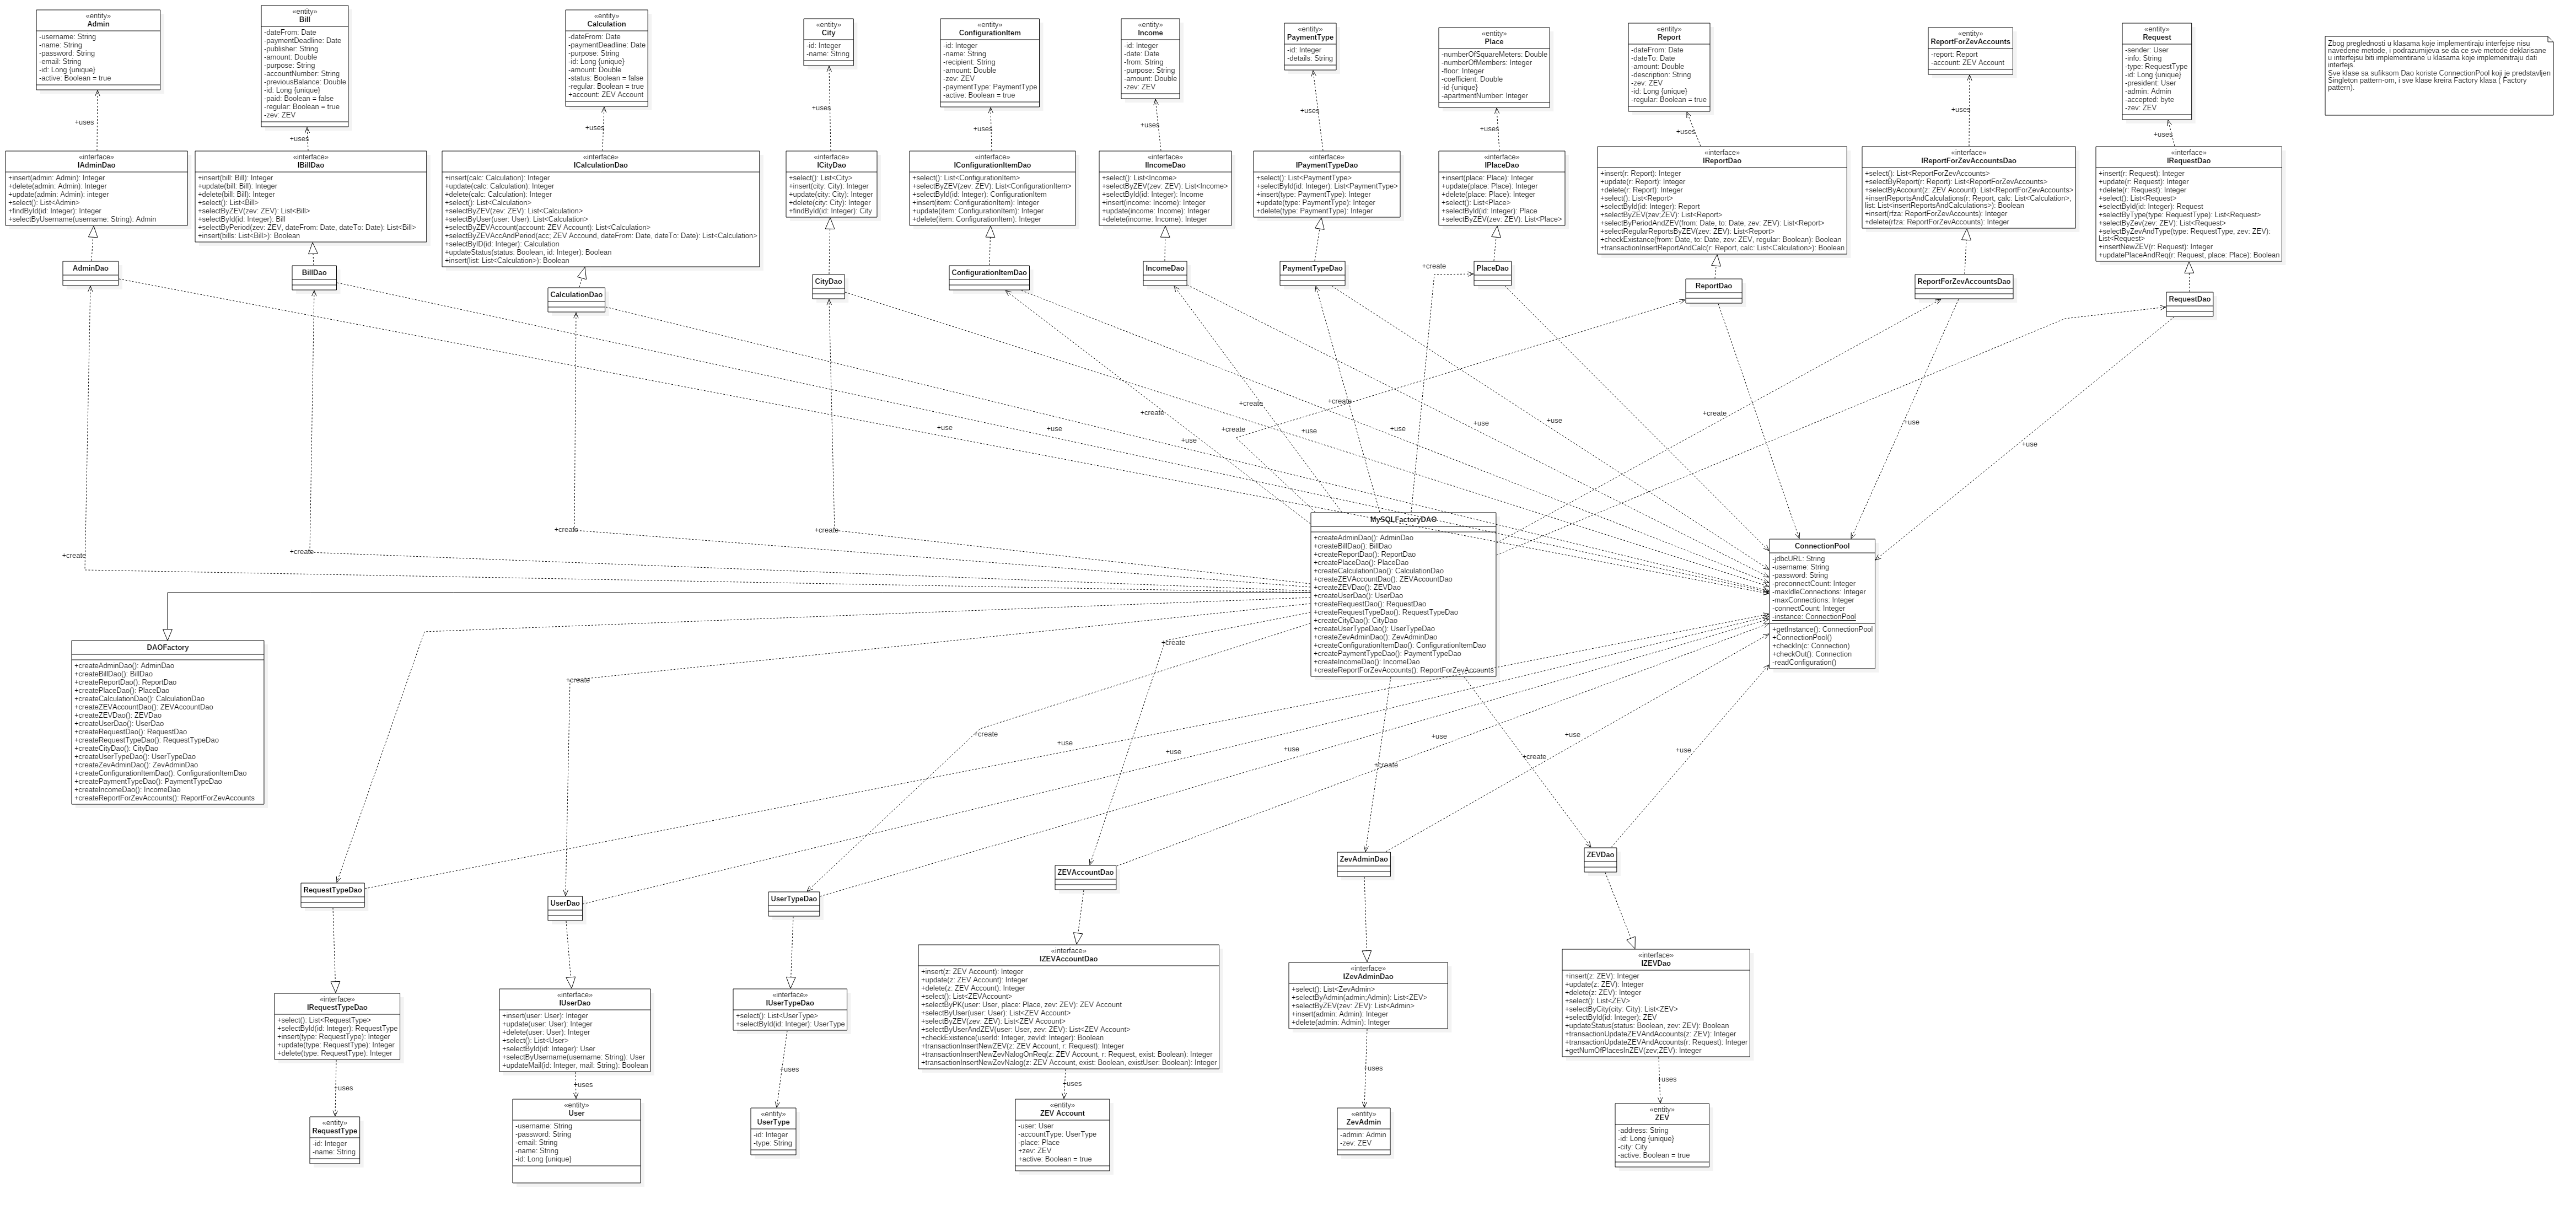 «entity»
Admin
-username: String
-name: String
-password: String
-email: String
-id: Long {unique}
-active: Boolean = true
«entity»
Bill
-dateFrom: Date
-paymentDeadline: Date
-publisher: String
-amount: Double
-purpose: String
-accountNumber: String
-previousBalance: Double
-id: Long {unique}
-paid: Boolean = false
-regular: Boolean = true
-zev: ZEV
«entity»
Calculation
-dateFrom: Date
-paymentDeadline: Date
-purpose: String
-id: Long {unique}
-amount: Double
-status: Boolean = false
-regular: Boolean = true
+account: ZEV Account
«entity»
City
-id: Integer
-name: String
«entity»
ConfigurationItem
-id: Integer
-name: String
-recipient: String
-amount: Double
-zev: ZEV
-paymentType: PaymentType
-active: Boolean = true
«entity»
Income
-id: Integer
-date: Date
-from: String
-purpose: String
-amount: Double
-zev: ZEV
«entity»
PaymentType
-id: Integer
-details: String
«entity»
Place
-numberOfSquareMeters: Double
-numberOfMembers: Integer
-floor: Integer
-coefficient: Double
-id {unique}
-apartmentNumber: Integer
«entity»
Report
-dateFrom: Date
-dateTo: Date
-amount: Double
-description: String
-zev: ZEV
-id: Long {unique}
-regular: Boolean = true
«entity»
ReportForZevAccounts
-report: Report
-account: ZEV Account
«entity»
Request
-sender: User
-info: String
-type: RequestType
-id: Long {unique}
-president: User
-admin: Admin
-accepted: byte
-zev: ZEV
Zbog preglednosti u klasama koje implementiraju interfejse nisu
navedene metode, i podrazumijeva se da ce sve metode deklarisane
u interfejsu biti implementirane u klasama koje implemenitraju dati
interfejs.
Sve klase sa sufiksom Dao koriste ConnectionPool koji je predstavljen
Singleton pattern-om, i sve klase kreira Factory klasa ( Factory
pattern).
+uses
+uses
+uses
+uses
+uses
+uses
+uses
+uses
+uses
+uses
+uses
«interface»
IAdminDao
+insert(admin: Admin): Integer
+delete(admin: Admin): Integer
+update(admin: Admin): integer
+select(): List<Admin>
+findById(id: Integer): Integer
+selectByUsername(username: String): Admin
«interface»
IBillDao
+insert(bill: Bill): Integer
+update(bill: Bill): Integer
+delete(bill: Bill): Integer
+select(): List<Bill>
+selectByZEV(zev: ZEV): List<Bill>
+selectById(id: Integer): Bill
+selectByPeriod(zev: ZEV, dateFrom: Date, dateTo: Date): List<Bill>
+insert(bills: List<Bill>): Boolean
«interface»
ICalculationDao
+insert(calc: Calculation): Integer
+update(calc: Calculation): Integer
+delete(calc: Calculation): Integer
+select(): List<Calculation>
+selectByZEV(zev: ZEV): List<Calculation>
+selectByUser(user: User): List<Calculation>
+selectByZEVAccount(account: ZEV Account): List<Calculation>
+selectByZEVAccAndPeriod(acc; ZEV Accound, dateFrom: Date, dateTo: Date): List<Calculation>
+selectByID(id: Integer): Calculation
+updateStatus(status: Boolean, id: Integer): Boolean
+insert(list: List<Calculation>): Boolean
«interface»
ICityDao
+select(): List<City>
+insert(city: City): Integer
+update(city: City): Integer
+delete(city: City): Integer
+findById(id: Integer): City
«interface»
IConfigurationItemDao
+select(): List<ConfigurationItem>
+selectByZEV(zev: ZEV): List<ConfigurationItem>
+selectById(id: Integer): ConfigurationItem
+insert(item: ConfigurationItem): Integer
+update(item: ConfigurationItem): Integer
+delete(item: ConfigurationItem): Integer
«interface»
IIncomeDao
+select(): List<Income>
+selectByZEV(zev: ZEV): List<Income>
+selectById(id: Integer): Income
+insert(income: Income): Integer
+update(income: Income): Integer
+delete(income: Income): Integer
«interface»
IPaymentTypeDao
+select(): List<PaymentType>
+selectById(id: Integer): List<PaymentType>
+insert(type: PaymentType): Integer
+update(type: PaymentType): Integer
+delete(type: PaymentType): Integer
«interface»
IPlaceDao
+insert(place: Place): Integer
+update(place: Place): Integer
+delete(place: Place): Integer
+select(): List<Place>
+selectById(id: Integer): Place
+selectByZEV(zev: ZEV): List<Place>
«interface»
IReportDao
+insert(r: Report): Integer
+update(r: Report): Integer
+delete(r: Report): Integer
+select(): List<Report>
+selectById(id: Integer): Report
+selectByZEV(zev;ZEV): List<Report>
+selectByPeriodAndZEV(from: Date, to: Date, zev: ZEV): List<Report>
+selectRegularReportsByZEV(zev: ZEV): List<Report>
+checkExistance(from: Date, to: Date, zev: ZEV, regular: Boolean): Boolean
+transactionInsertReportAndCalc(r: Report, calc: List<Calculation>): Boolean
«interface»
IReportForZevAccountsDao
+select(): List<ReportForZevAccounts>
+selectByReport(r: Report): List<ReportForZevAccounts>
+selectByAccount(z: ZEV Account): List<ReportForZevAccounts>
+insertReportsAndCalculations(r: Report, calc: List<Calculation>,
list: List<insertReportsAndCalculations>): Boolean
+insert(rfza: ReportForZevAccounts): Integer
+delete(rfza: ReportForZevAccounts): Integer
«interface»
IRequestDao
+insert(r: Request): Integer
+update(r: Request): Integer
+delete(r: Request): Integer
+select(): List<Request>
+selectById(id: Integer): Request
+selectByType(type: RequestType): List<Request>
+selectByZev(zev: ZEV): List<Request>
+selectByZevAndType(type: RequestType, zev: ZEV):
List<Request>
+insertNewZEV(r: Request): Integer
+updatePlaceAndReq(r: Request, place: Place): Boolean
AdminDao
BillDao
CalculationDao
CityDao
ConfigurationItemDao
IncomeDao
PaymentTypeDao
+create
PlaceDao
ReportDao
ReportForZevAccountsDao
RequestDao
+create
+create
+create
+create
+create
+use
+use
+use
+use
+use
+use
+use
+use
+use
+create
+create
+create
+create
MySQLFactoryDAO
+createAdminDao(): AdminDao
+createBillDao(): BillDao
+createReportDao(): ReportDao
+createPlaceDao(): PlaceDao
+createCalculationDao(): CalculationDao
+createZEVAccountDao(): ZEVAccountDao
+createZEVDao(): ZEVDao
+createUserDao(): UserDao
+createRequestDao(): RequestDao
+createRequestTypeDao(): RequestTypeDao
+createCityDao(): CityDao
+createUserTypeDao(): UserTypeDao
+createZevAdminDao(): ZevAdminDao
+createConfigurationItemDao(): ConfigurationItemDao
+createPaymentTypeDao(): PaymentTypeDao
+createIncomeDao(): IncomeDao
+createReportForZevAccounts(): ReportForZevAccounts
ConnectionPool
-jdbcURL: String
-username: String
-password: String
-preconnectCount: Integer
-maxIdleConnections: Integer
-maxConnections: Integer
-connectCount: Integer
-instance: ConnectionPool
+getInstance(): ConnectionPool
+ConnectionPool()
+checkIn(c: Connection)
+checkOut(): Connection
-readConfiguration()
DAOFactory
+createAdminDao(): AdminDao
+createBillDao(): BillDao
+createReportDao(): ReportDao
+createPlaceDao(): PlaceDao
+createCalculationDao(): CalculationDao
+createZEVAccountDao(): ZEVAccountDao
+createZEVDao(): ZEVDao
+createUserDao(): UserDao
+createRequestDao(): RequestDao
+createRequestTypeDao(): RequestTypeDao
+createCityDao(): CityDao
+createUserTypeDao(): UserTypeDao
+createZevAdminDao(): ZevAdminDao
+createConfigurationItemDao(): ConfigurationItemDao
+createPaymentTypeDao(): PaymentTypeDao
+createIncomeDao(): IncomeDao
+createReportForZevAccounts(): ReportForZevAccounts
+create
+create
+create
+create
+create
+use
+use
+use
+use
+use
+use
RequestTypeDao
UserDao
UserTypeDao
ZEVAccountDao
ZevAdminDao
ZEVDao
«interface»
IRequestTypeDao
+select(): List<RequestType>
+selectById(id: Integer): RequestType
+insert(type: RequestType): Integer
+update(type: RequestType): Integer
+delete(type: RequestType): Integer
«interface»
IUserDao
+insert(user: User): Integer
+update(user: User): Integer
+delete(user: User): Integer
+select(): List<User>
+selectById(id: Integer): User
+selectByUsername(username: String): User
+updateMail(id: Integer, mail: String): Boolean
«interface»
IUserTypeDao
+select(): List<UserType>
+selectById(id: Integer): UserType
«interface»
IZEVAccountDao
+insert(z: ZEV Account): Integer
+update(z: ZEV Account): Integer
+delete(z: ZEV Account): Integer
+select(): List<ZEVAccount>
+selectByPK(user: User, place: Place, zev: ZEV): ZEV Account
+selectByUser(user: User): List<ZEV Account>
+selectByZEV(zev: ZEV): List<ZEV Account>
+selectByUserAndZEV(user: User, zev: ZEV): List<ZEV Account>
+checkExistence(userId: Integer, zevId: Integer): Boolean
+transactionInsertNewZEV(z: ZEV Account, r: Request): Integer
+transactionInsertNewZevNalogOnReq(z: ZEV Account, r: Request, exist: Boolean): Integer
+transactionInsertNewZevNalog(z: ZEV Account, exist: Boolean, existUser: Boolean): Integer
«interface»
IZevAdminDao
+select(): List<ZevAdmin>
+selectByAdmin(admin;Admin): List<ZEV>
+selectByZEV(zev: ZEV): List<Admin>
+insert(admin: Admin): Integer
+delete(admin: Admin): Integer
«interface»
IZEVDao
+insert(z: ZEV): Integer
+update(z: ZEV): Integer
+delete(z: ZEV): Integer
+select(): List<ZEV>
+selectByCity(city: City): List<ZEV>
+selectById(id: Integer): ZEV
+updateStatus(status: Boolean, zev: ZEV): Boolean
+transactionUpdateZEVAndAccounts(z: ZEV): Integer
+transactionUpdateZEVAndAccounts(r: Request): Integer
+getNumOfPlacesInZEV(zev;ZEV): Integer
+uses
+uses
+uses
+uses
+uses
+uses
«entity»
RequestType
-id: Integer
-name: String
«entity»
User
-username: String
-password: String
-email: String
-name: String
-id: Long {unique}
«entity»
UserType
-id: Integer
-type: String
«entity»
ZEV Account
-user: User
-accountType: UserType
-place: Place
+zev: ZEV
+active: Boolean = true
«entity»
ZevAdmin
-admin: Admin
-zev: ZEV
«entity»
ZEV
-address: String
-id: Long {unique}
-city: City
-active: Boolean = true